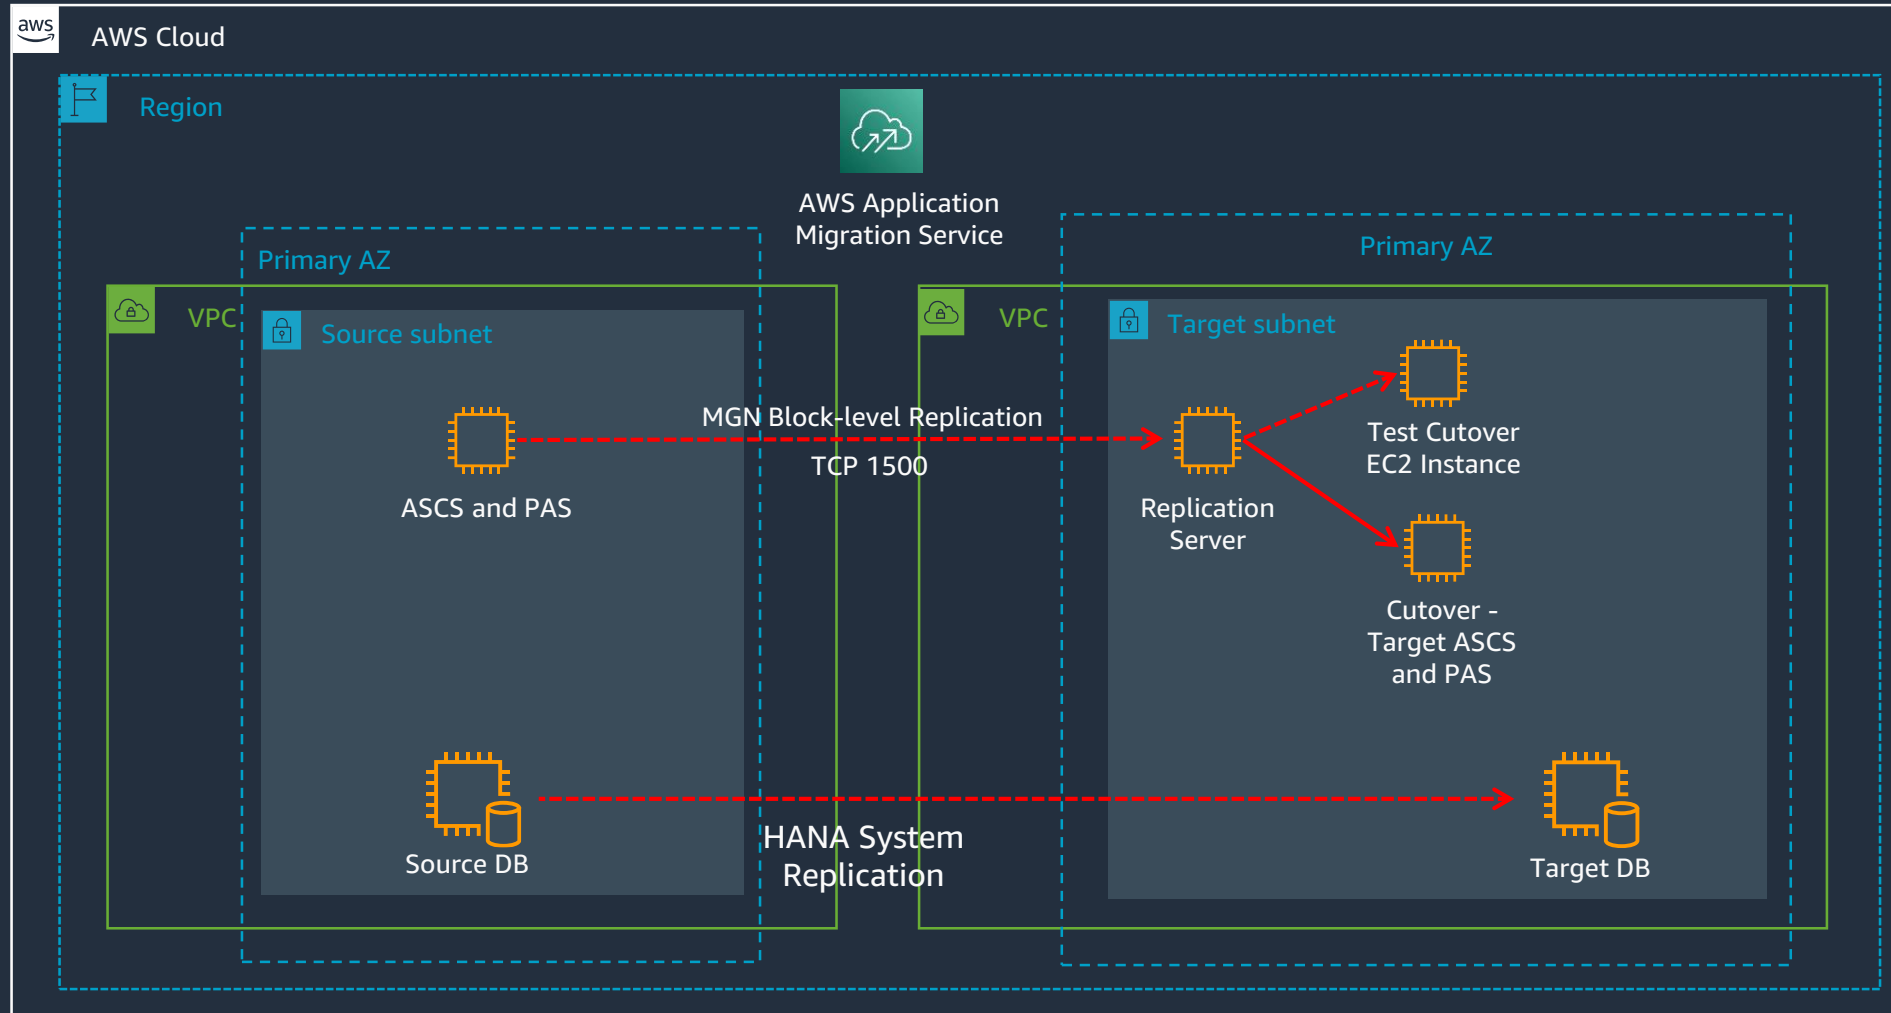 aws
AWS Cloud
Region
AWS Application
Migration Service
Primary AZ
Primary AZ
VPC
Source subnet
VPC
Target subnet
MGN Block-level Replication
TCP 1500
ASCS and PAS
Replication
Server
Test Cutover
EC2 Instance
Cutover -
Target ASCS
and PAS
HANA System
Replication
Source DB
Target DB